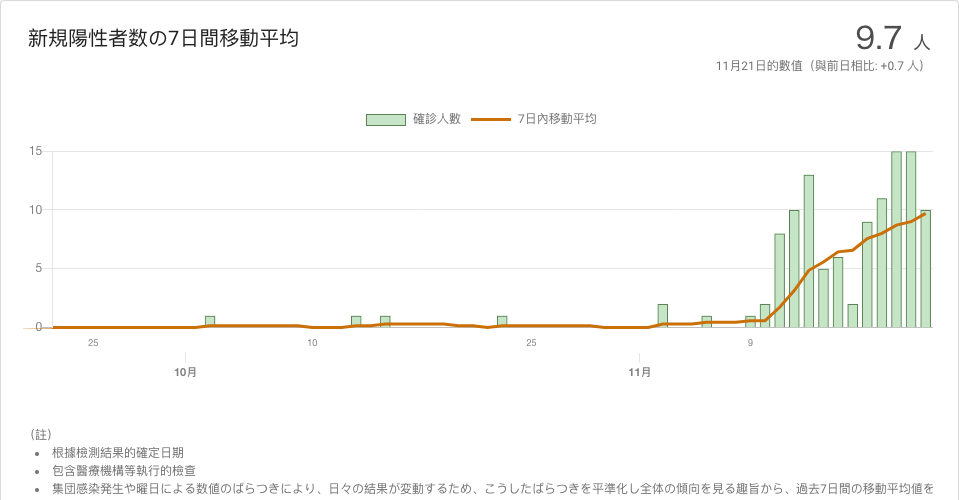 新規陽性者数の7日間移動平均
9.7 人
11月21日的數值（與前日相比: +0.7 人）
確診人數 7日內移動平均
15
10
5
0
25 10 25 9
10月 11月
（註）
• 根據檢測結果的確定日期
• 包含醫療機構等執行的檢查
• 集団感染発生や曜日による数値のばらつきにより、日々の結果が変動するため、こうしたばらつきを平準化し全体の傾向を見る趣旨から、過去7日間の移動平均値を